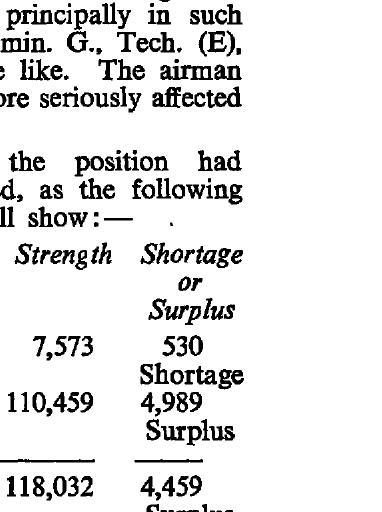 principally in such
min. G., Tech. (E),
like. The airman
ore seriously affected
the position had
d, as the following
ll show:—
Strength Shortage
or
Surplus
7,573 530
Shortage
110,459 4,989
Surplus
118,032 4,459
Surplus